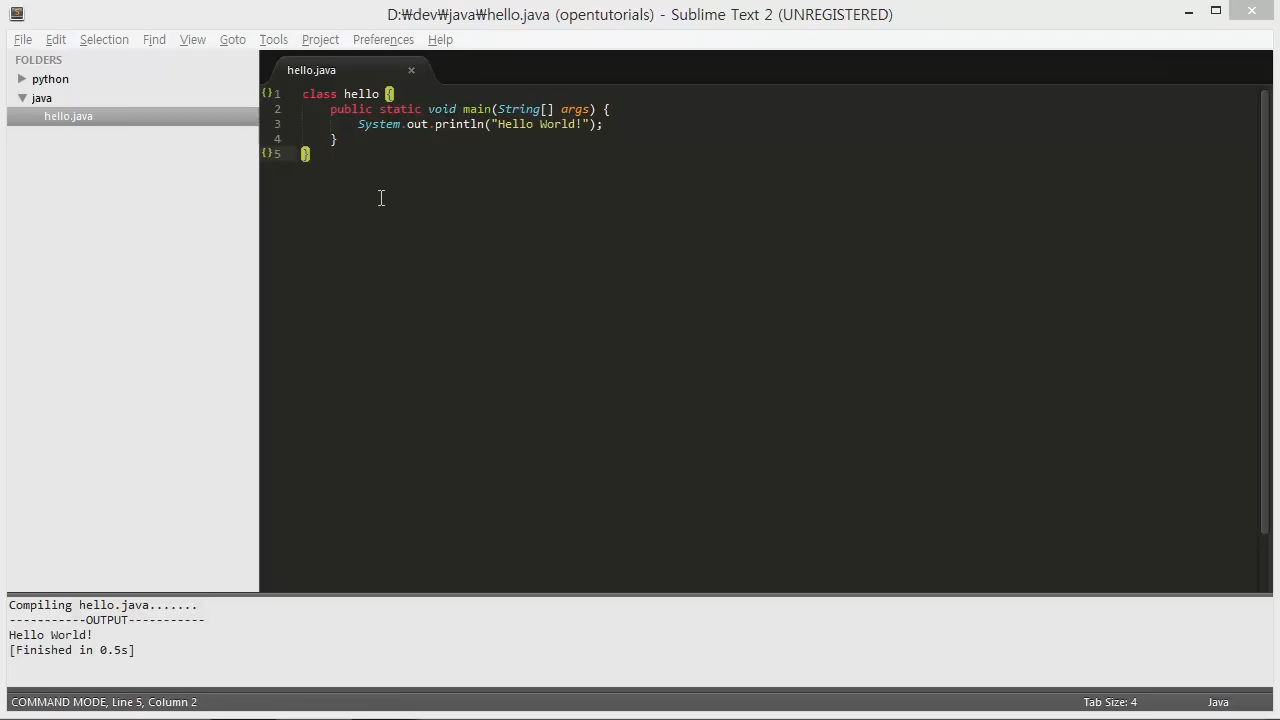 D:₩dev₩java₩hello.java (opentutorials) - Sublime Text 2 (UNREGISTERED)
File Edit Selection Find View Goto Tools Project Preferences Help
FOLDERS
python
java
hello.java
hello.java ×
{}1 class hello {
2 public static void main(String[] args) {
3 System.out.println("Hello World!");
4 }
{}5 }
Compiling hello.java.......
-----------OUTPUT-----------
Hello World!
[Finished in 0.5s]
COMMAND MODE, Line 5, Column 2
Tab Size: 4
Java